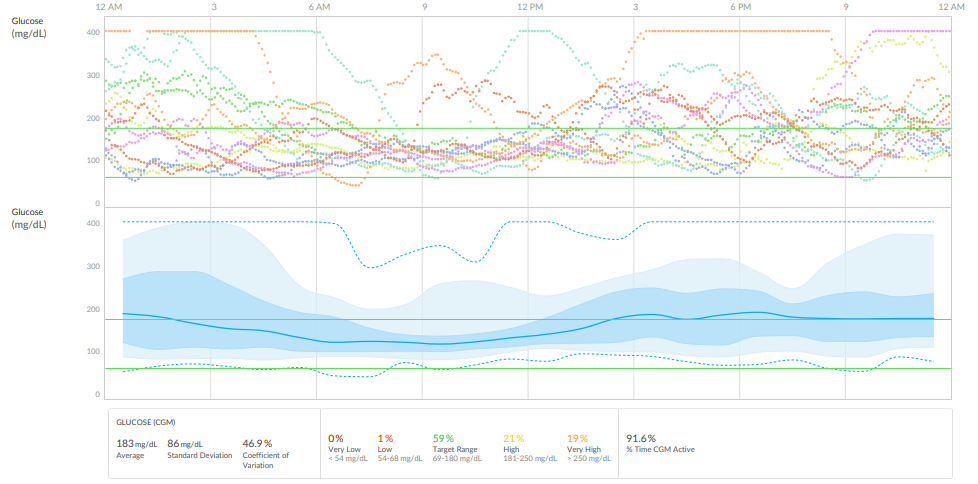 12 AM 3 6 AM 9 12 PM 3 6 PM 9 12 AM
Glucose
(mg/dL)
400
300
200
100
0
Glucose
(mg/dL)
400
300
200
100
0
GLUCOSE (CGM)
183 mg/dL 86 mg/dL 46.9 % 0% 1% 59% 21% 19% 91.6%
Average Standard Deviation Coefficient of Variation Very Low Low Target Range High Very High % Time CGM Active
< 54 mg/dL 54-68 mg/dL 69-180 mg/dL 181-250 mg/dL > 250 mg/dL